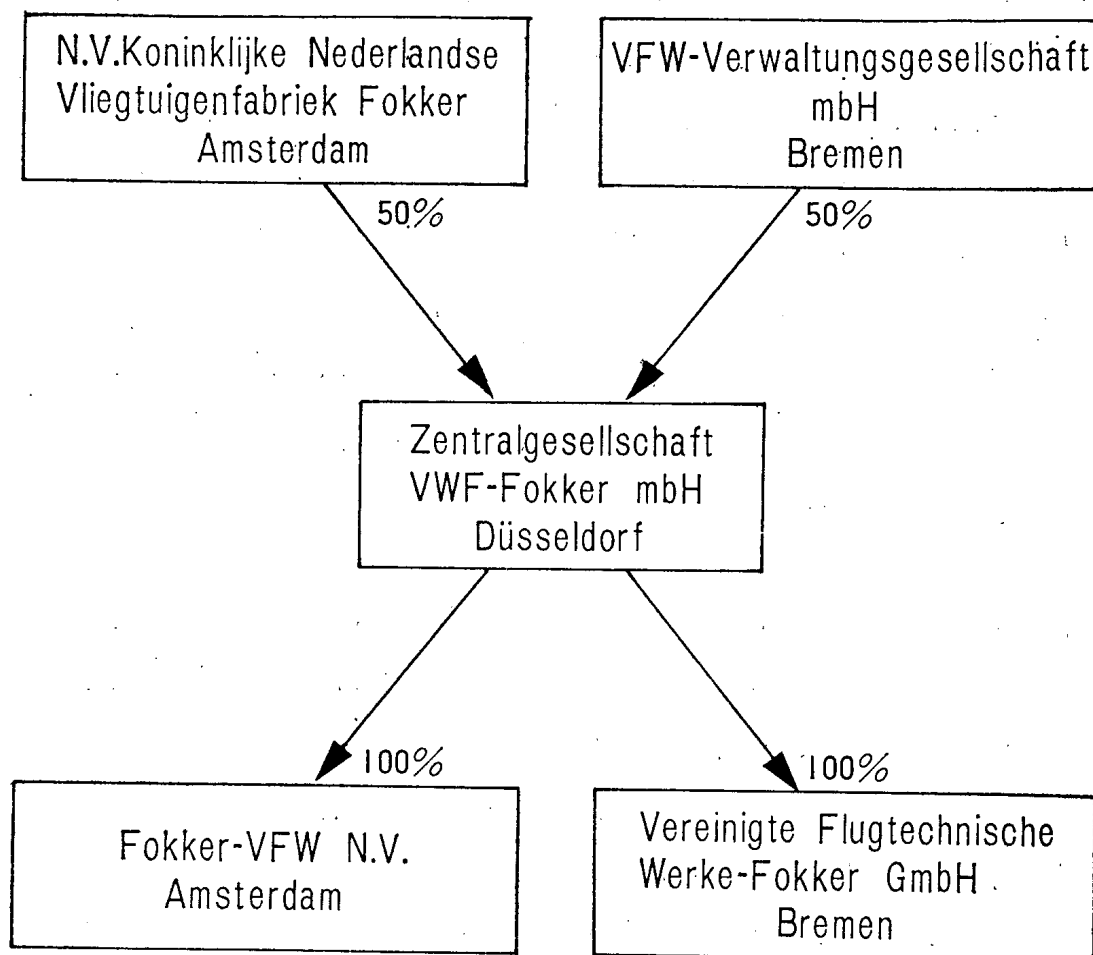 N.V.Koninklijke Nederlandse
Vliegtuigenfabriek Fokker
Amsterdam
VFW-Verwaltungsgesellschaft
mbH
Bremen
50%
50%
Zentralgesellschaft
VWF-Fokker mbH
Düsseldorf
100%
100%
Fokker-VFW N.V.
Amsterdam
Vereinigte Flugtechnische
Werke-Fokker GmbH
Bremen